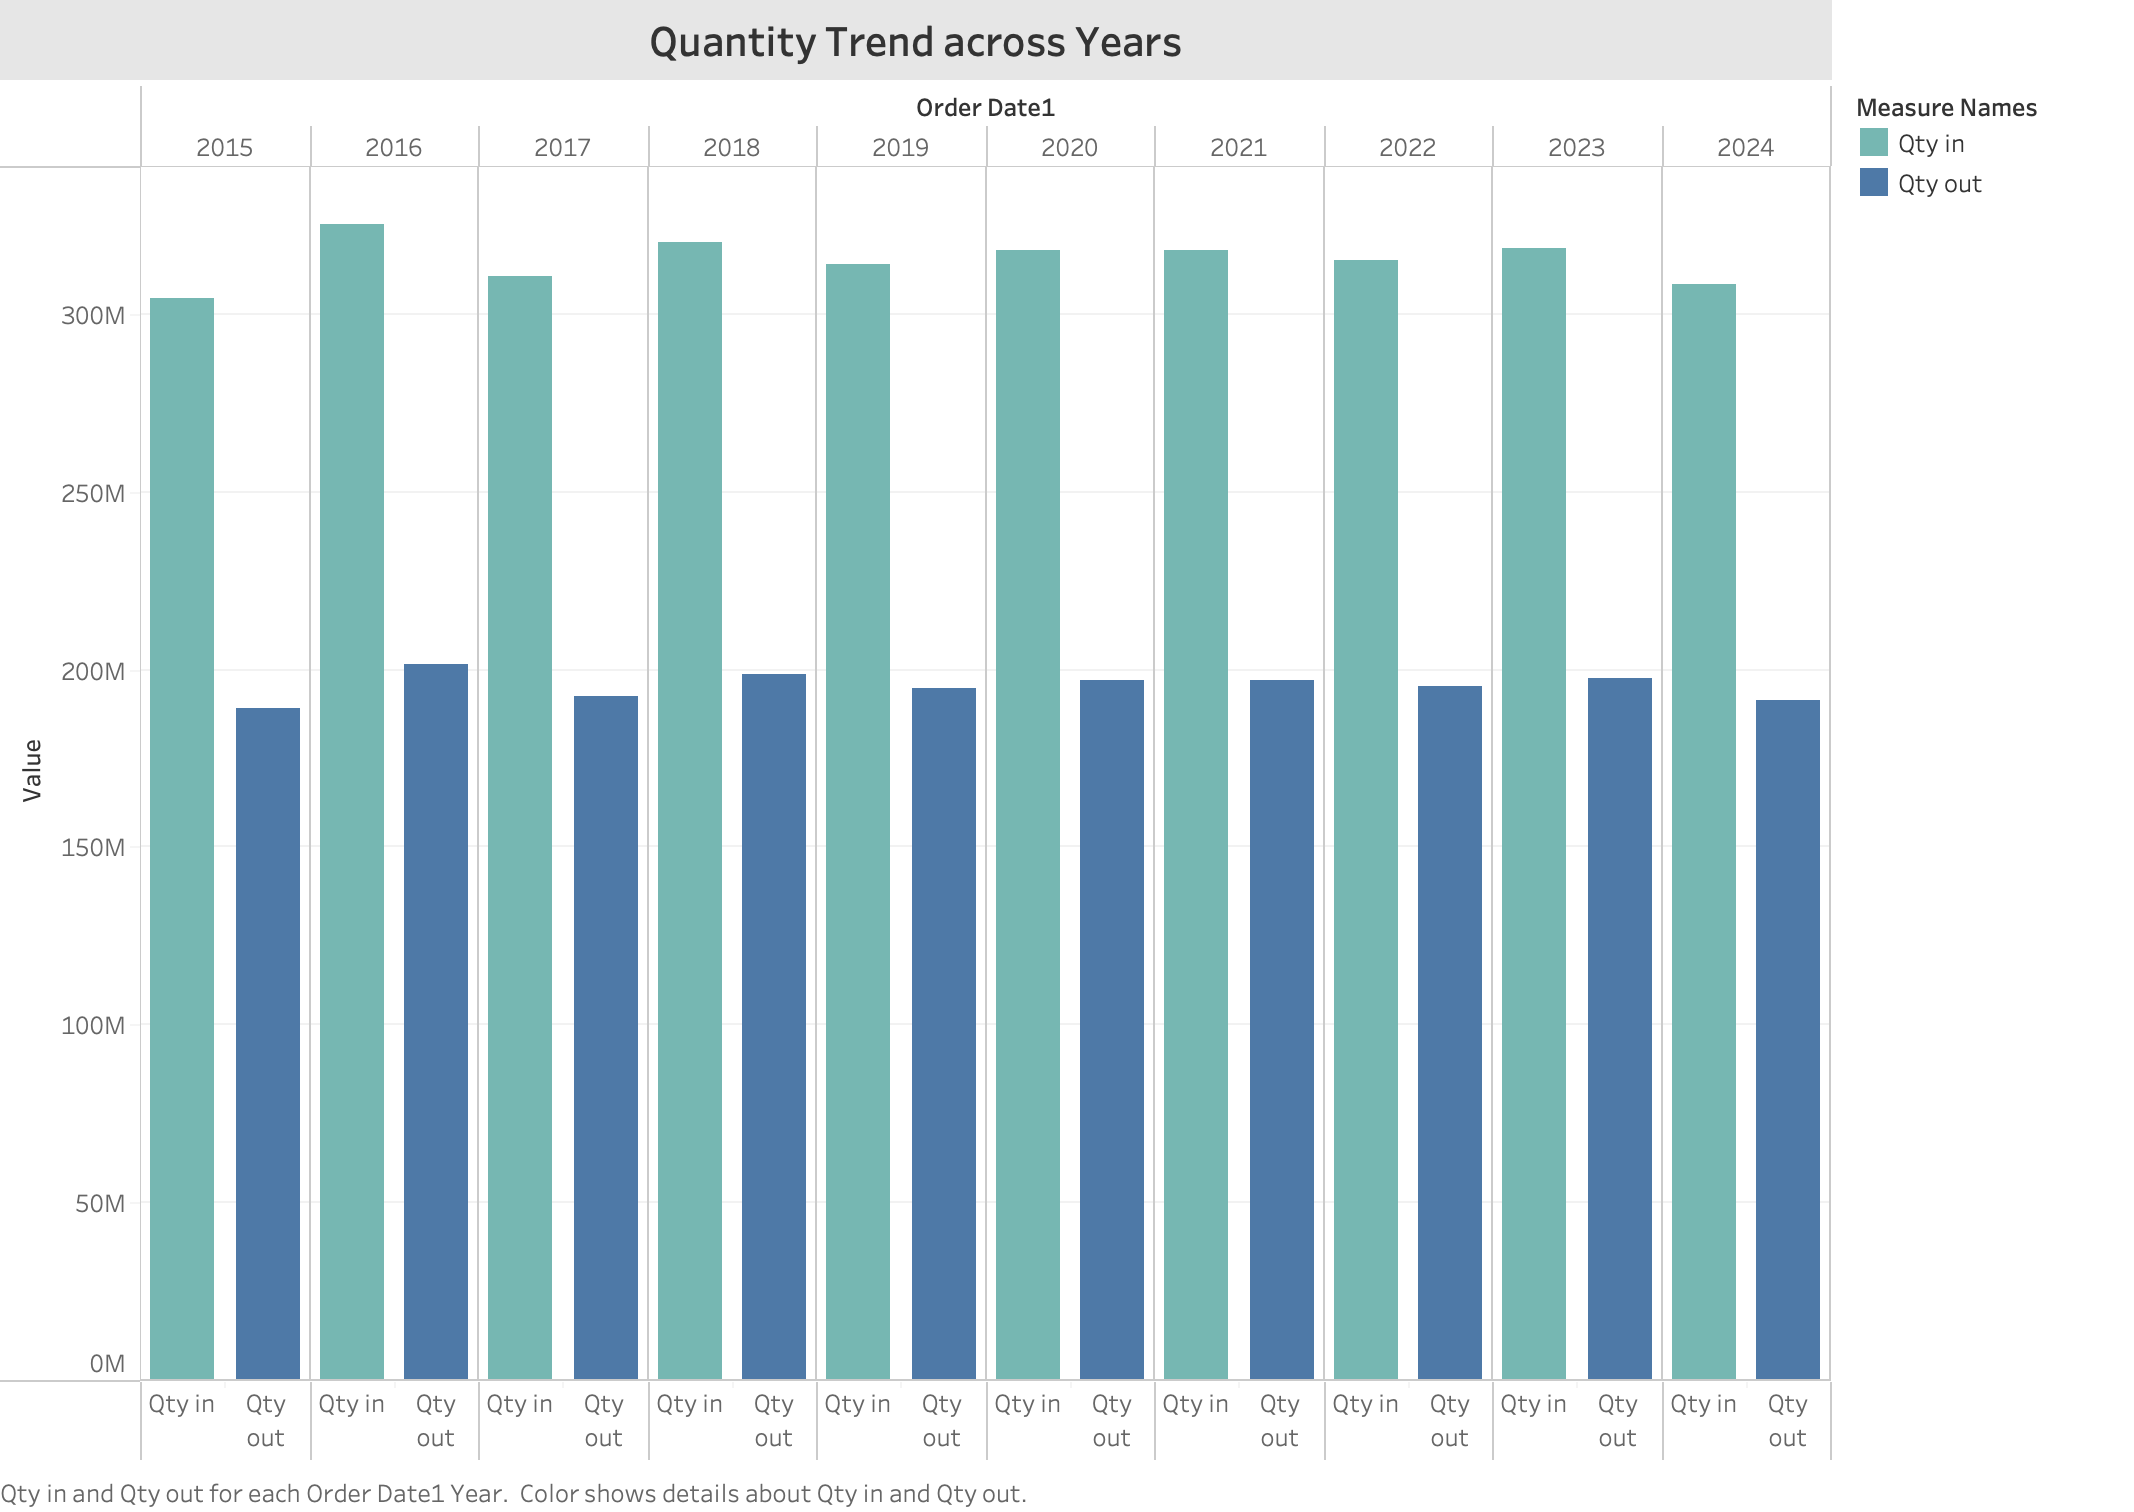 Quantity Trend across Years
Order Date1
2015 2016 2017 2018 2019 2020 2021 2022 2023 2024
Measure Names
Qty in
Qty out
300M
250M
200M
150M
100M
50M
0M
Value
Qty in Qty out Qty in Qty out Qty in Qty out Qty in Qty out Qty in Qty out Qty in Qty out Qty in Qty out Qty in Qty out Qty in Qty out Qty in Qty out
Qty in and Qty out for each Order Date1 Year.  Color shows details about Qty in and Qty out.